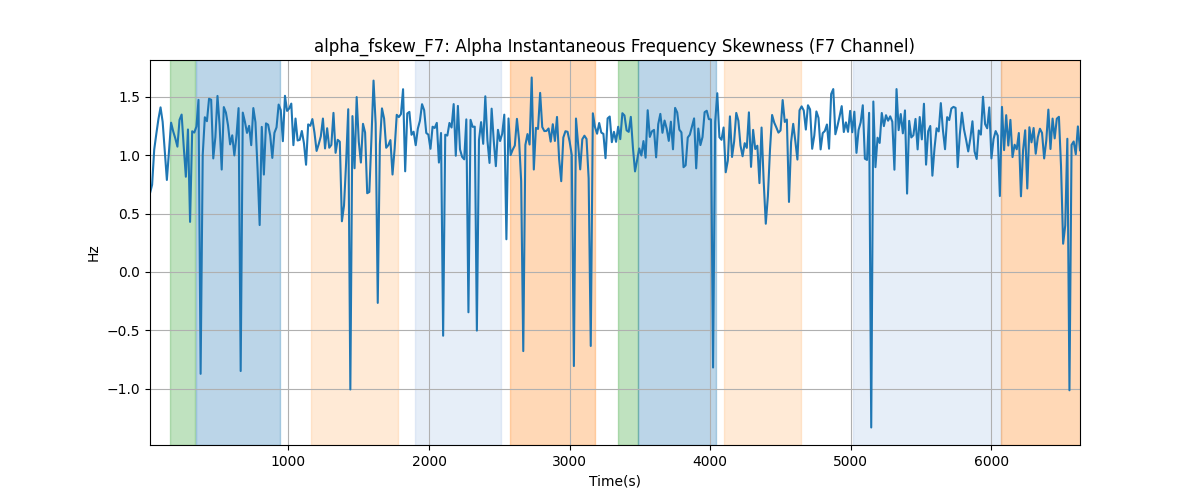 alpha_fskew_F7: Alpha Instantaneous Frequency Skewness (F7 Channel)
1.5
1.0
0.5
0.0
−0.5
−1.0
Hz
1000 2000 3000 4000 5000 6000
Time(s)